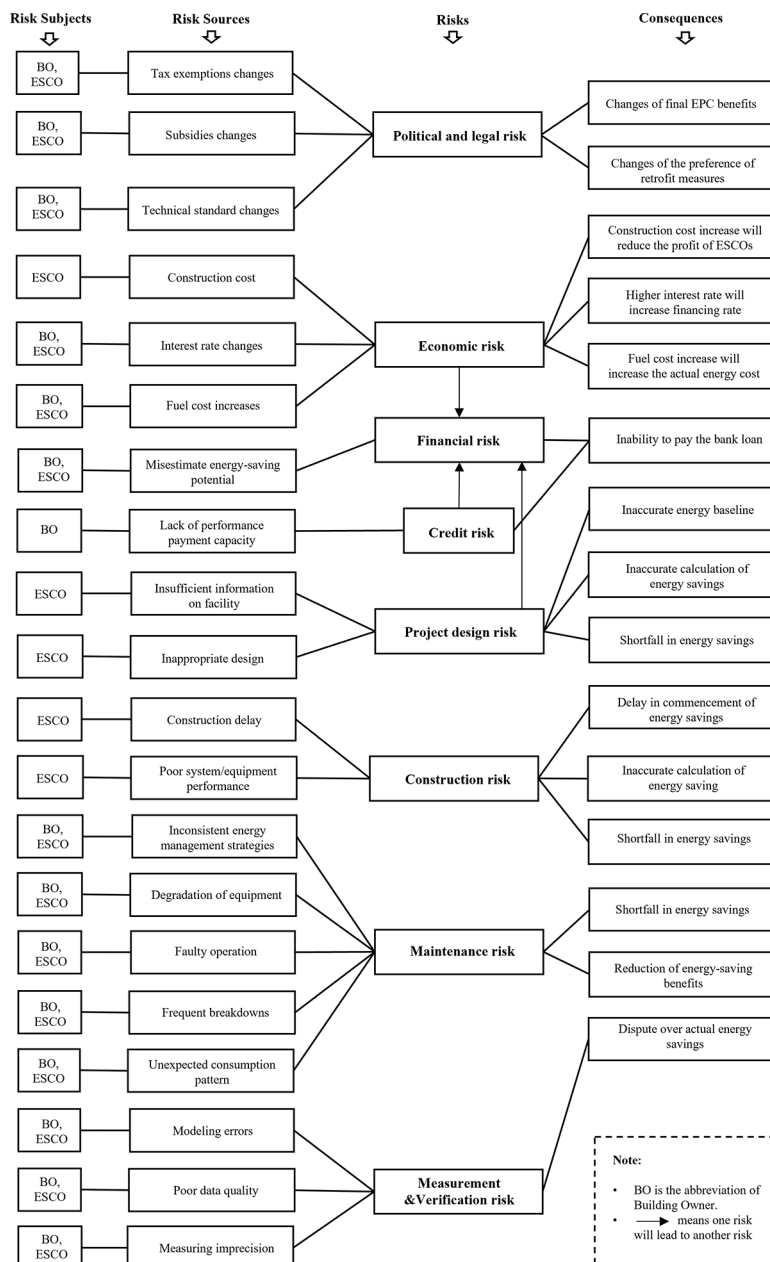 Risk Subjects
Risk Sources
Risks
Consequences
BO,
ESCO
Tax exemptions changes
BO,
ESCO
Subsidies changes
BO,
ESCO
Technical standard changes
Political and legal risk
Changes of final EPC benefits
Changes of the preference of
retrofit measures
ESCO
Construction cost
BO,
ESCO
Interest rate changes
BO,
ESCO
Fuel cost increases
Economic risk
Construction cost increase will
reduce the profit of ESCOs
Higher interest rate will
increase financing rate
Fuel cost increase will
increase the actual energy cost
BO,
ESCO
Misestimate energy-saving
potential
Financial risk
Inability to pay the bank loan
BO
Lack of performance
payment capacity
Credit risk
ESCO
Insufficient information
on facility
ESCO
Inappropriate design
Project design risk
Inaccurate energy baseline
Inaccurate calculation of
energy savings
Shortfall in energy savings
ESCO
Construction delay
ESCO
Poor system/equipment
performance
Construction risk
Delay in commencement of
energy savings
Inaccurate calculation of
energy saving
Shortfall in energy savings
BO,
ESCO
Inconsistent energy
management strategies
BO,
ESCO
Degradation of equipment
BO,
ESCO
Faulty operation
BO,
ESCO
Frequent breakdowns
BO,
ESCO
Unexpected consumption
pattern
Maintenance risk
Shortfall in energy savings
Reduction of energy-saving
benefits
BO,
ESCO
Modeling errors
BO,
ESCO
Poor data quality
BO,
ESCO
Measuring imprecision
Measurement
&Verification risk
Dispute over actual energy
savings
Note:
• BO is the abbreviation of
Building Owner.
• means one risk
will lead to another risk